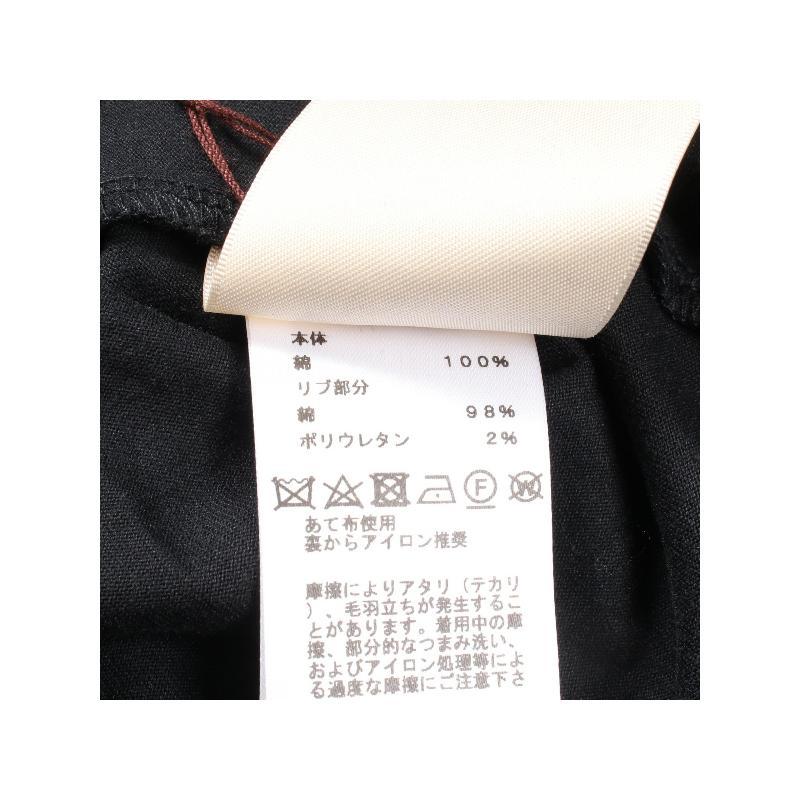 本体
綿 100%
リブ部分
綿 98%
ポリウレタン 2%
F W
あて布使用
裏からアイロン推奨
摩擦によりアタリ（テカリ
）、毛羽立ちが発生するこ
とがあります。着用中の摩
擦、部分的なつまみ洗い、
およびアイロン処理等によ
る過度な摩擦にご注意下さ